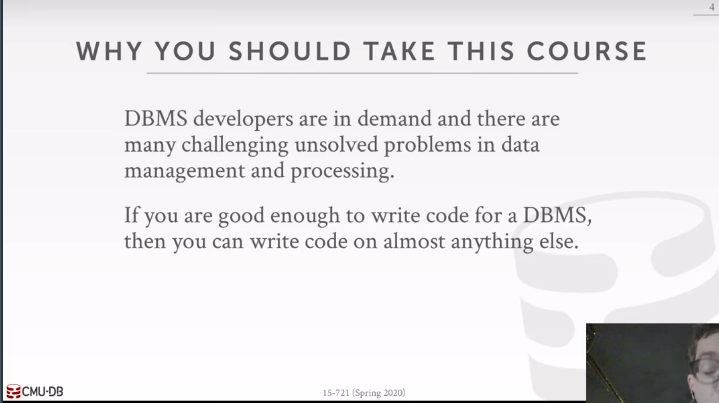 4
WHY YOU SHOULD TAKE THIS COURSE
DBMS developers are in demand and there are
many challenging unsolved problems in data
management and processing.
If you are good enough to write code for a DBMS,
then you can write code on almost anything else.
CMU·DB
15-721 (Spring 2020)